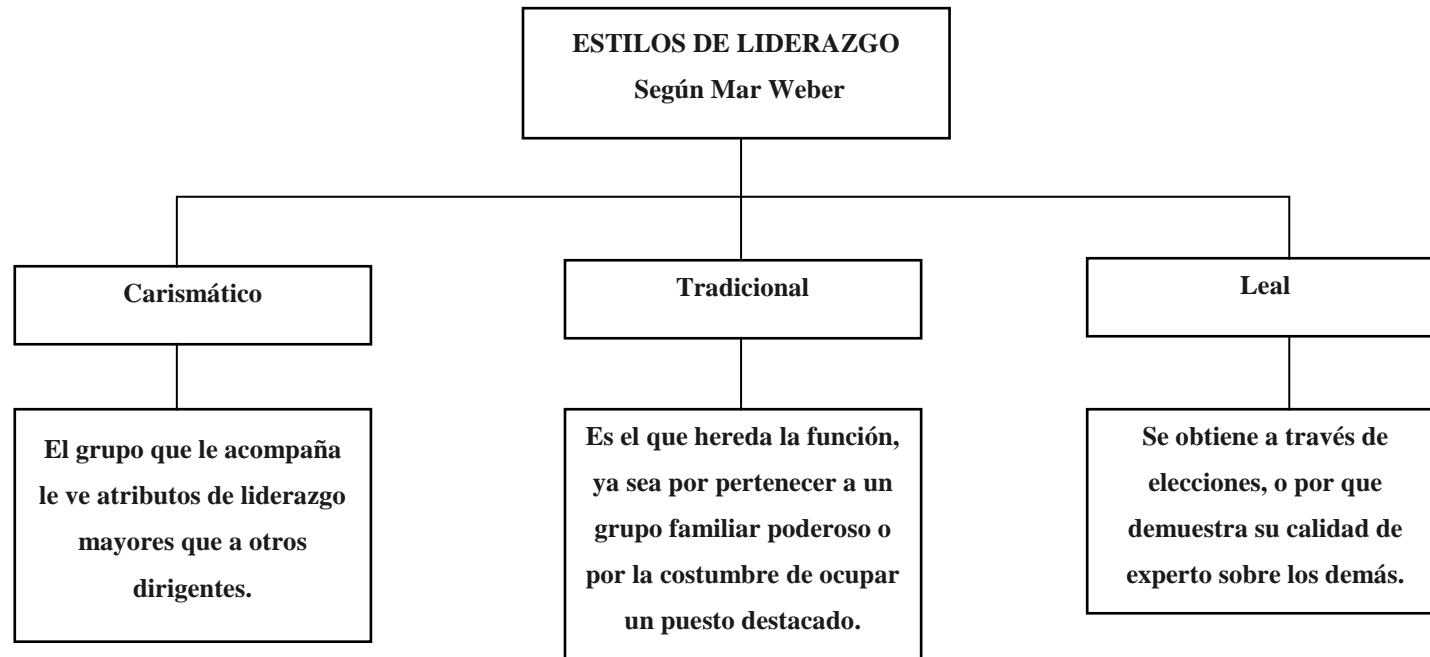 ESTILOS DE LIDERAZGO
Según Mar Weber
Carismático
Tradicional
Leal
El grupo que le acompaña
le ve atributos de liderazgo
mayores que a otros
dirigentes.
Es el que hereda la función,
ya sea por pertenecer a un
grupo familiar poderoso o
por la costumbre de ocupar
un puesto destacado.
Se obtiene a través de
elecciones, o por que
demuestra su calidad de
experto sobre los demás.